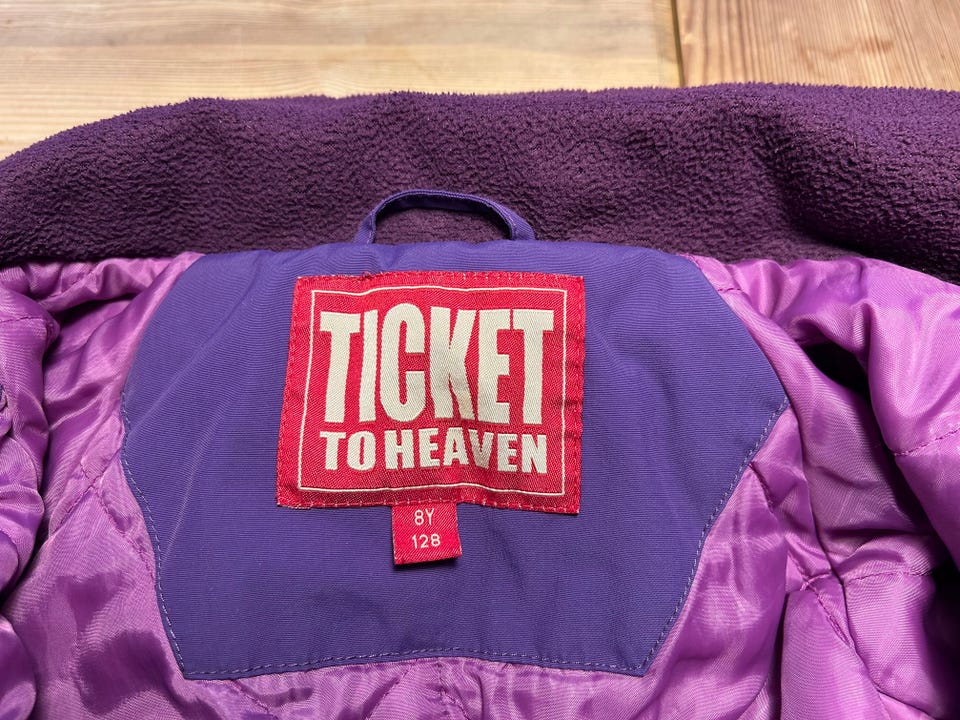 TICKET
TO HEAVEN
8Y
128